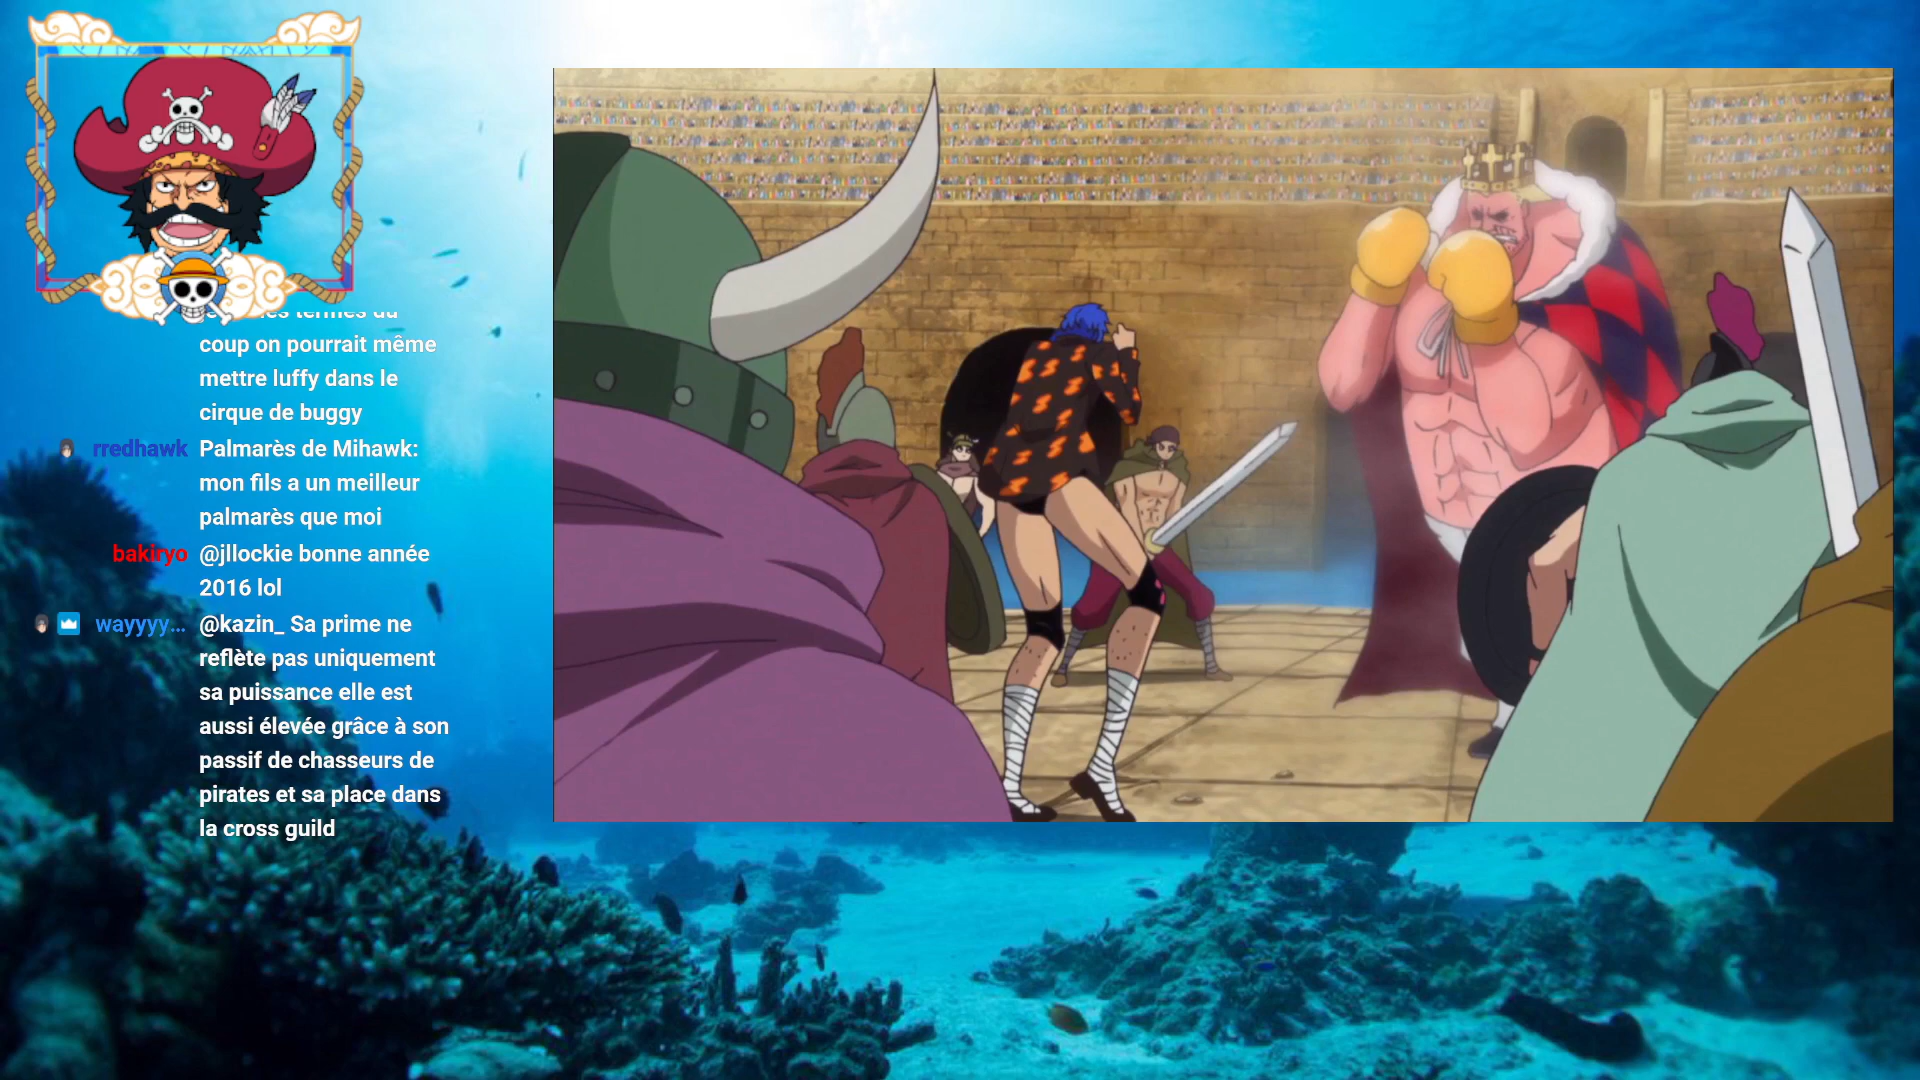 coup on pourrait même
mettre luffy dans le
cirque de buggy
rredhawk Palmarès de Mihawk:
mon fils a un meilleur
palmarès que moi
bakiryo @jllockie bonne année
2016 lol
wayyyy... @kazin_ Sa prime ne
reflète pas uniquement
sa puissance elle est
aussi élevée grâce à son
passif de chasseurs de
pirates et sa place dans
la cross guild